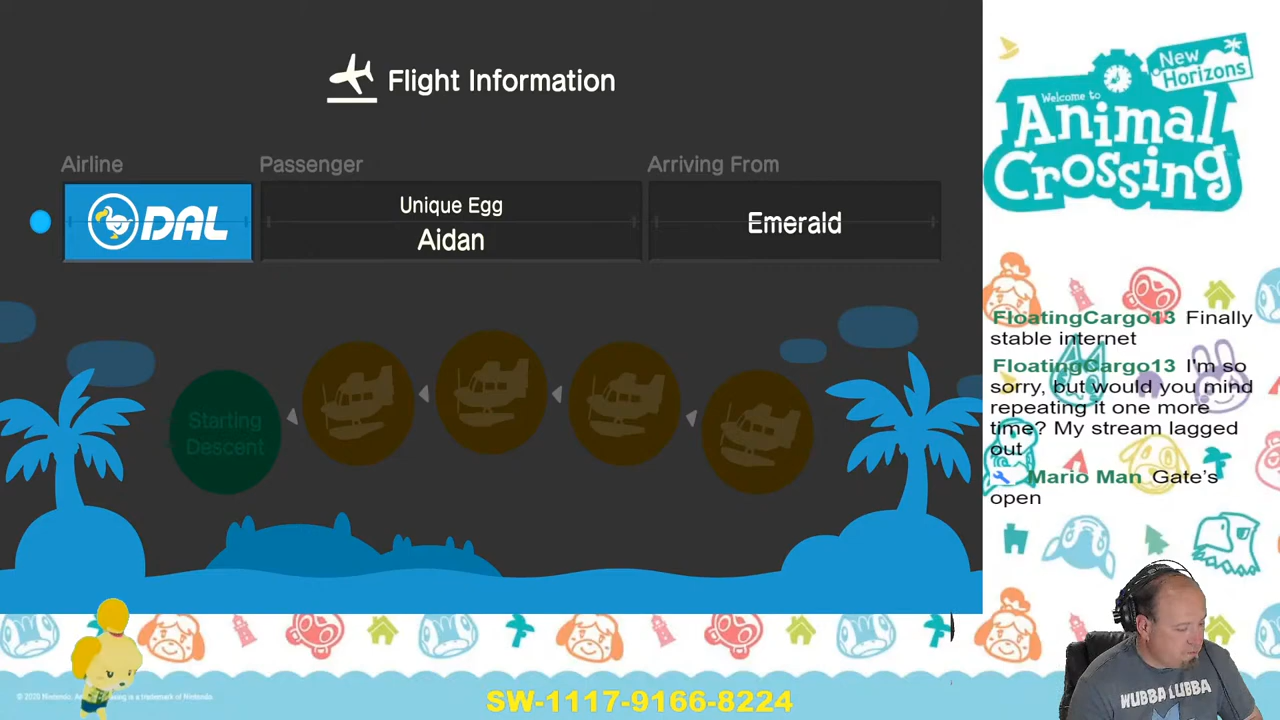 Flight Information
Airline
Passenger
Arriving From
DAL
Unique Egg
Aidan
Emerald
Starting
Descent
New
Horizons
Welcome to
Animal
Crossing
FloatingCargo13 Finally
stable internet
FloatingCargo13 I'm so
sorry, but would you mind
repeating it one more
time? My stream lagged
out
Mario Man Gate's
open
WUBBA LUBBA
SW-1117-9166-8224